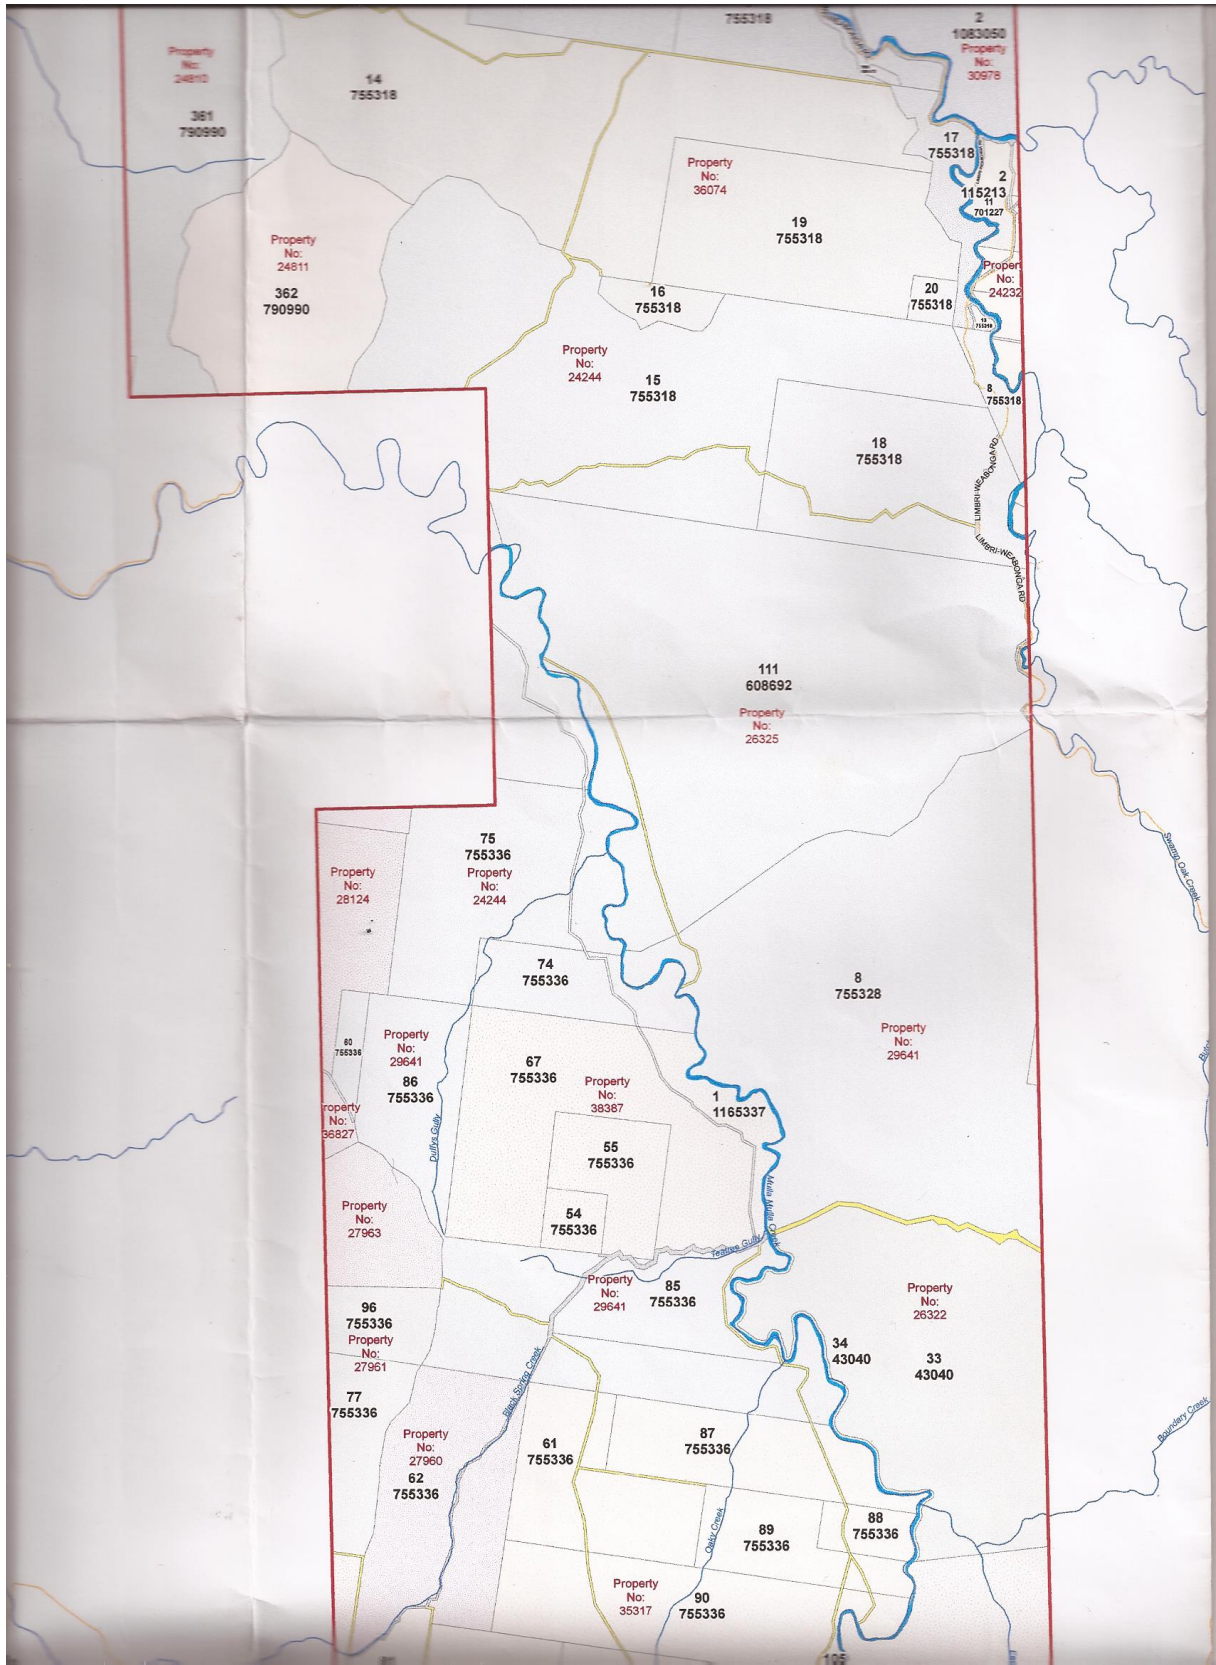 755318
2
1083050
Property
No:
30978
Property
No:
24810
361
790990
14
755318
17
755318
Property
No:
36074
2
115213
11
701227
19
755318
Property
No:
24811
362
790990
Proper
No:
24232
16
755318
20
755318
Property
No:
24244
15
755318
8
755318
18
755318
LIMBRI-WEABONGA RD
LIMBRI-WEABONGA RD
111
608692
Property
No:
26325
75
755336
Property
No:
24244
Property
No:
28124
Swamp Oak Creek
74
755336
8
755328
Property
No:
29641
60
755336
Property
No:
29641
86
755336
67
755336
Property
No:
38387
1
1165337
roperty
No:
36827
Duffys Gully
55
755336
54
755336
Mulla Mulla Creek
Property
No:
27963
Teatree Gully
Property
No:
29641
85
755336
Property
No:
26322
96
755336
Property
No:
27961
34
43040
33
43040
Black Spring Creek
77
755336
Boundary Creek
Property
No:
27960
62
755336
61
755336
87
755336
Oaky Creek
89
755336
88
755336
Property
No:
35317
90
755336
105